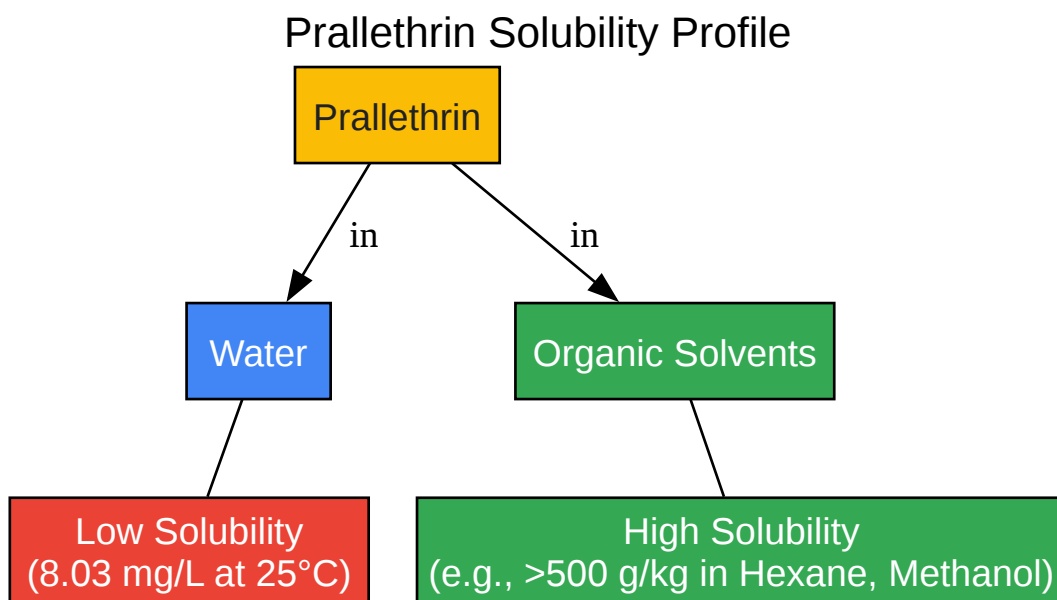 Prallethrin Solubility Profile
Prallethrin
in
in
Water
Organic Solvents
Low Solubility
(8.03 mg/L at 25°C)
High Solubility
(e.g., >500 g/kg in Hexane, Methanol)